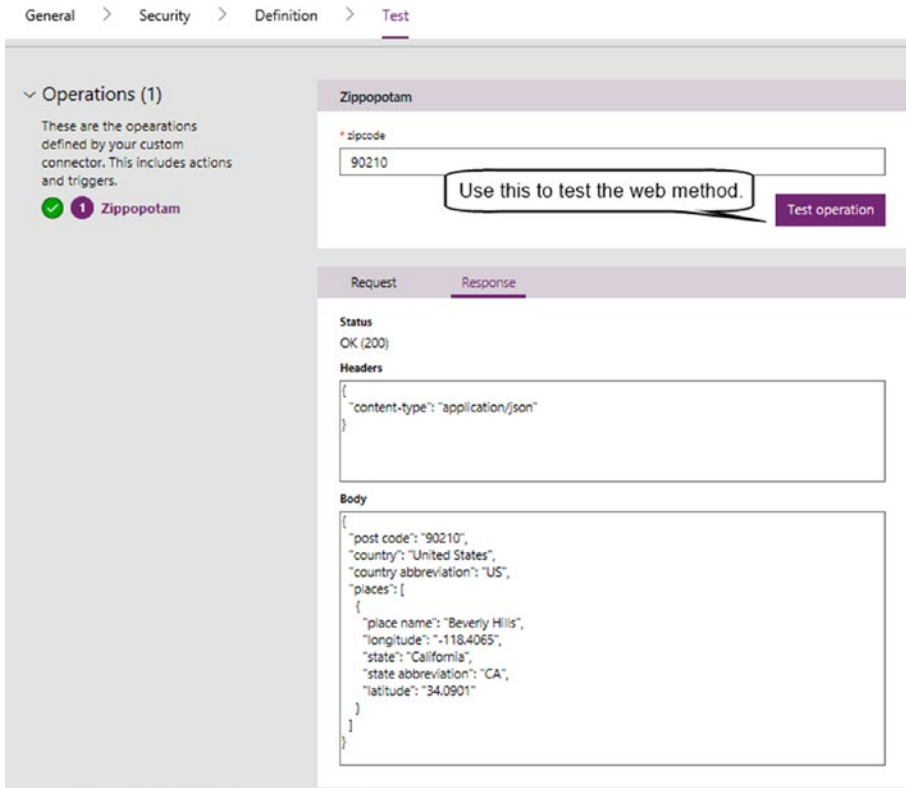 General > Security > Definition > Test
Operations (1)
These are the opearations
defined by your custom
connector. This includes actions
and triggers.
1 Zippopotam
Zippopotam
* zipcode
90210
Use this to test the web method.
Test operation
Request Response
Status
OK (200)
Headers
{
"content-type": "application/json"
}
Body
{
"post code": "90210",
"country": "United States",
"country abbreviation": "US",
"places": [
{
"place name": "Beverly Hills",
"longitude": "-118.4065",
"state": "California",
"state abbreviation": "CA",
"latitude": "34.0901"
}
]
}